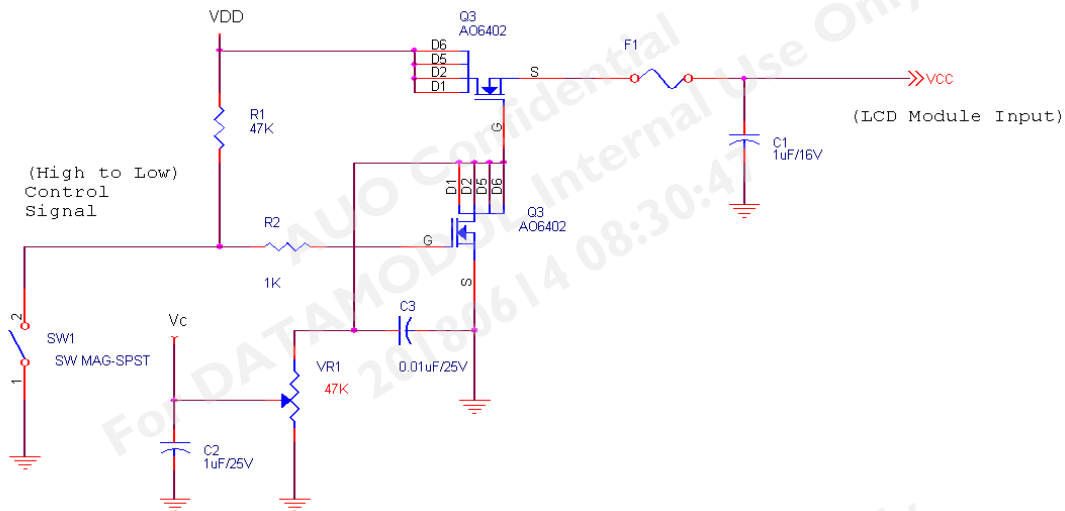 VDD
Q3
AO6402
D6
D5
D2
D1
S
G
F1
VCC
(LCD Module Input)
C1
1uF/16V
R1
47K
(High to Low)
Control
Signal
R2
1K
G
D1
D2
D5
D6
Q3
AO6402
S
2
SW1
SW MAG-SPST
1
Vc
C3
0.01uF/25V
VR1
47K
C2
1uF/25V
AUO Confidential
For DATAMODUL Internal Use Only
20180614 08:30:47